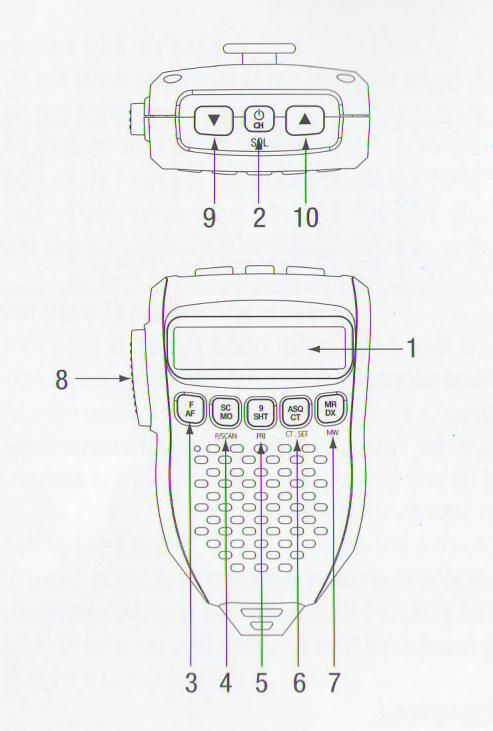 ▼
⏻
CH
▲
SQL
9 2 10
1
8
F
AF
SC
MO
9
SHT
ASQ
CT
MR
DX
P/SCAN PRI CT . SET MW
3 4 5 6 7